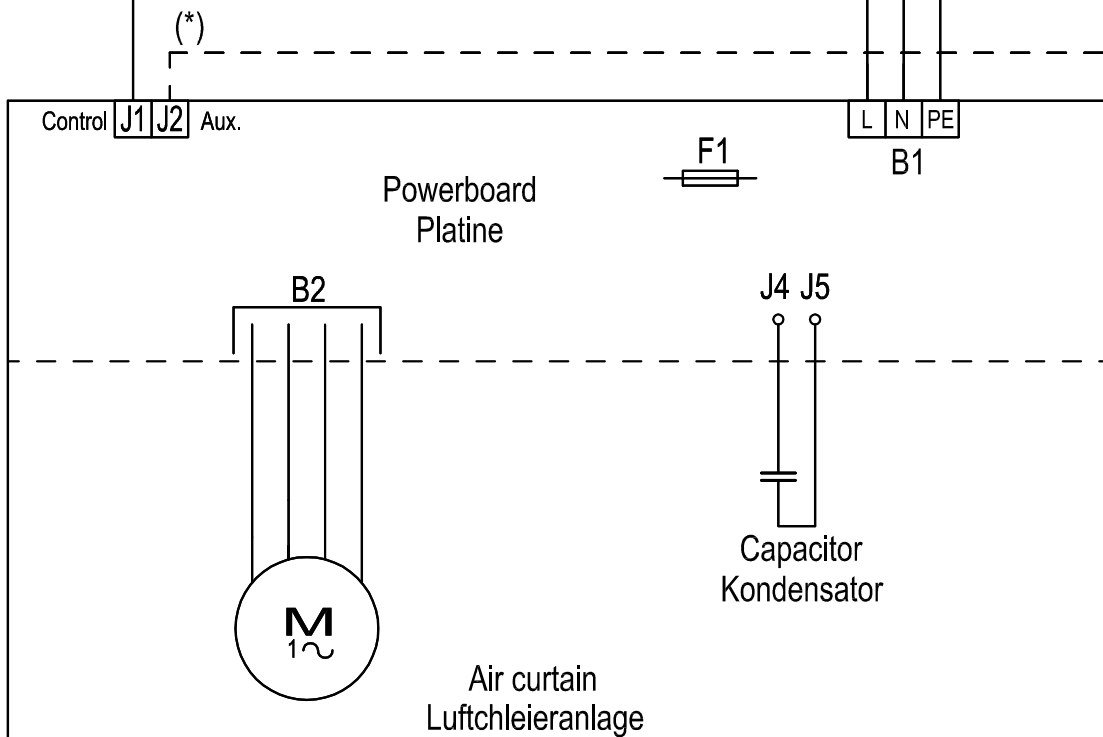 (*)
Control J1 J2 Aux.
L N PE
B1
F1
Powerboard
Platine
B2
J4 J5
Capacitor
Kondensator
M
1~
Air curtain
Luftchleieranlage